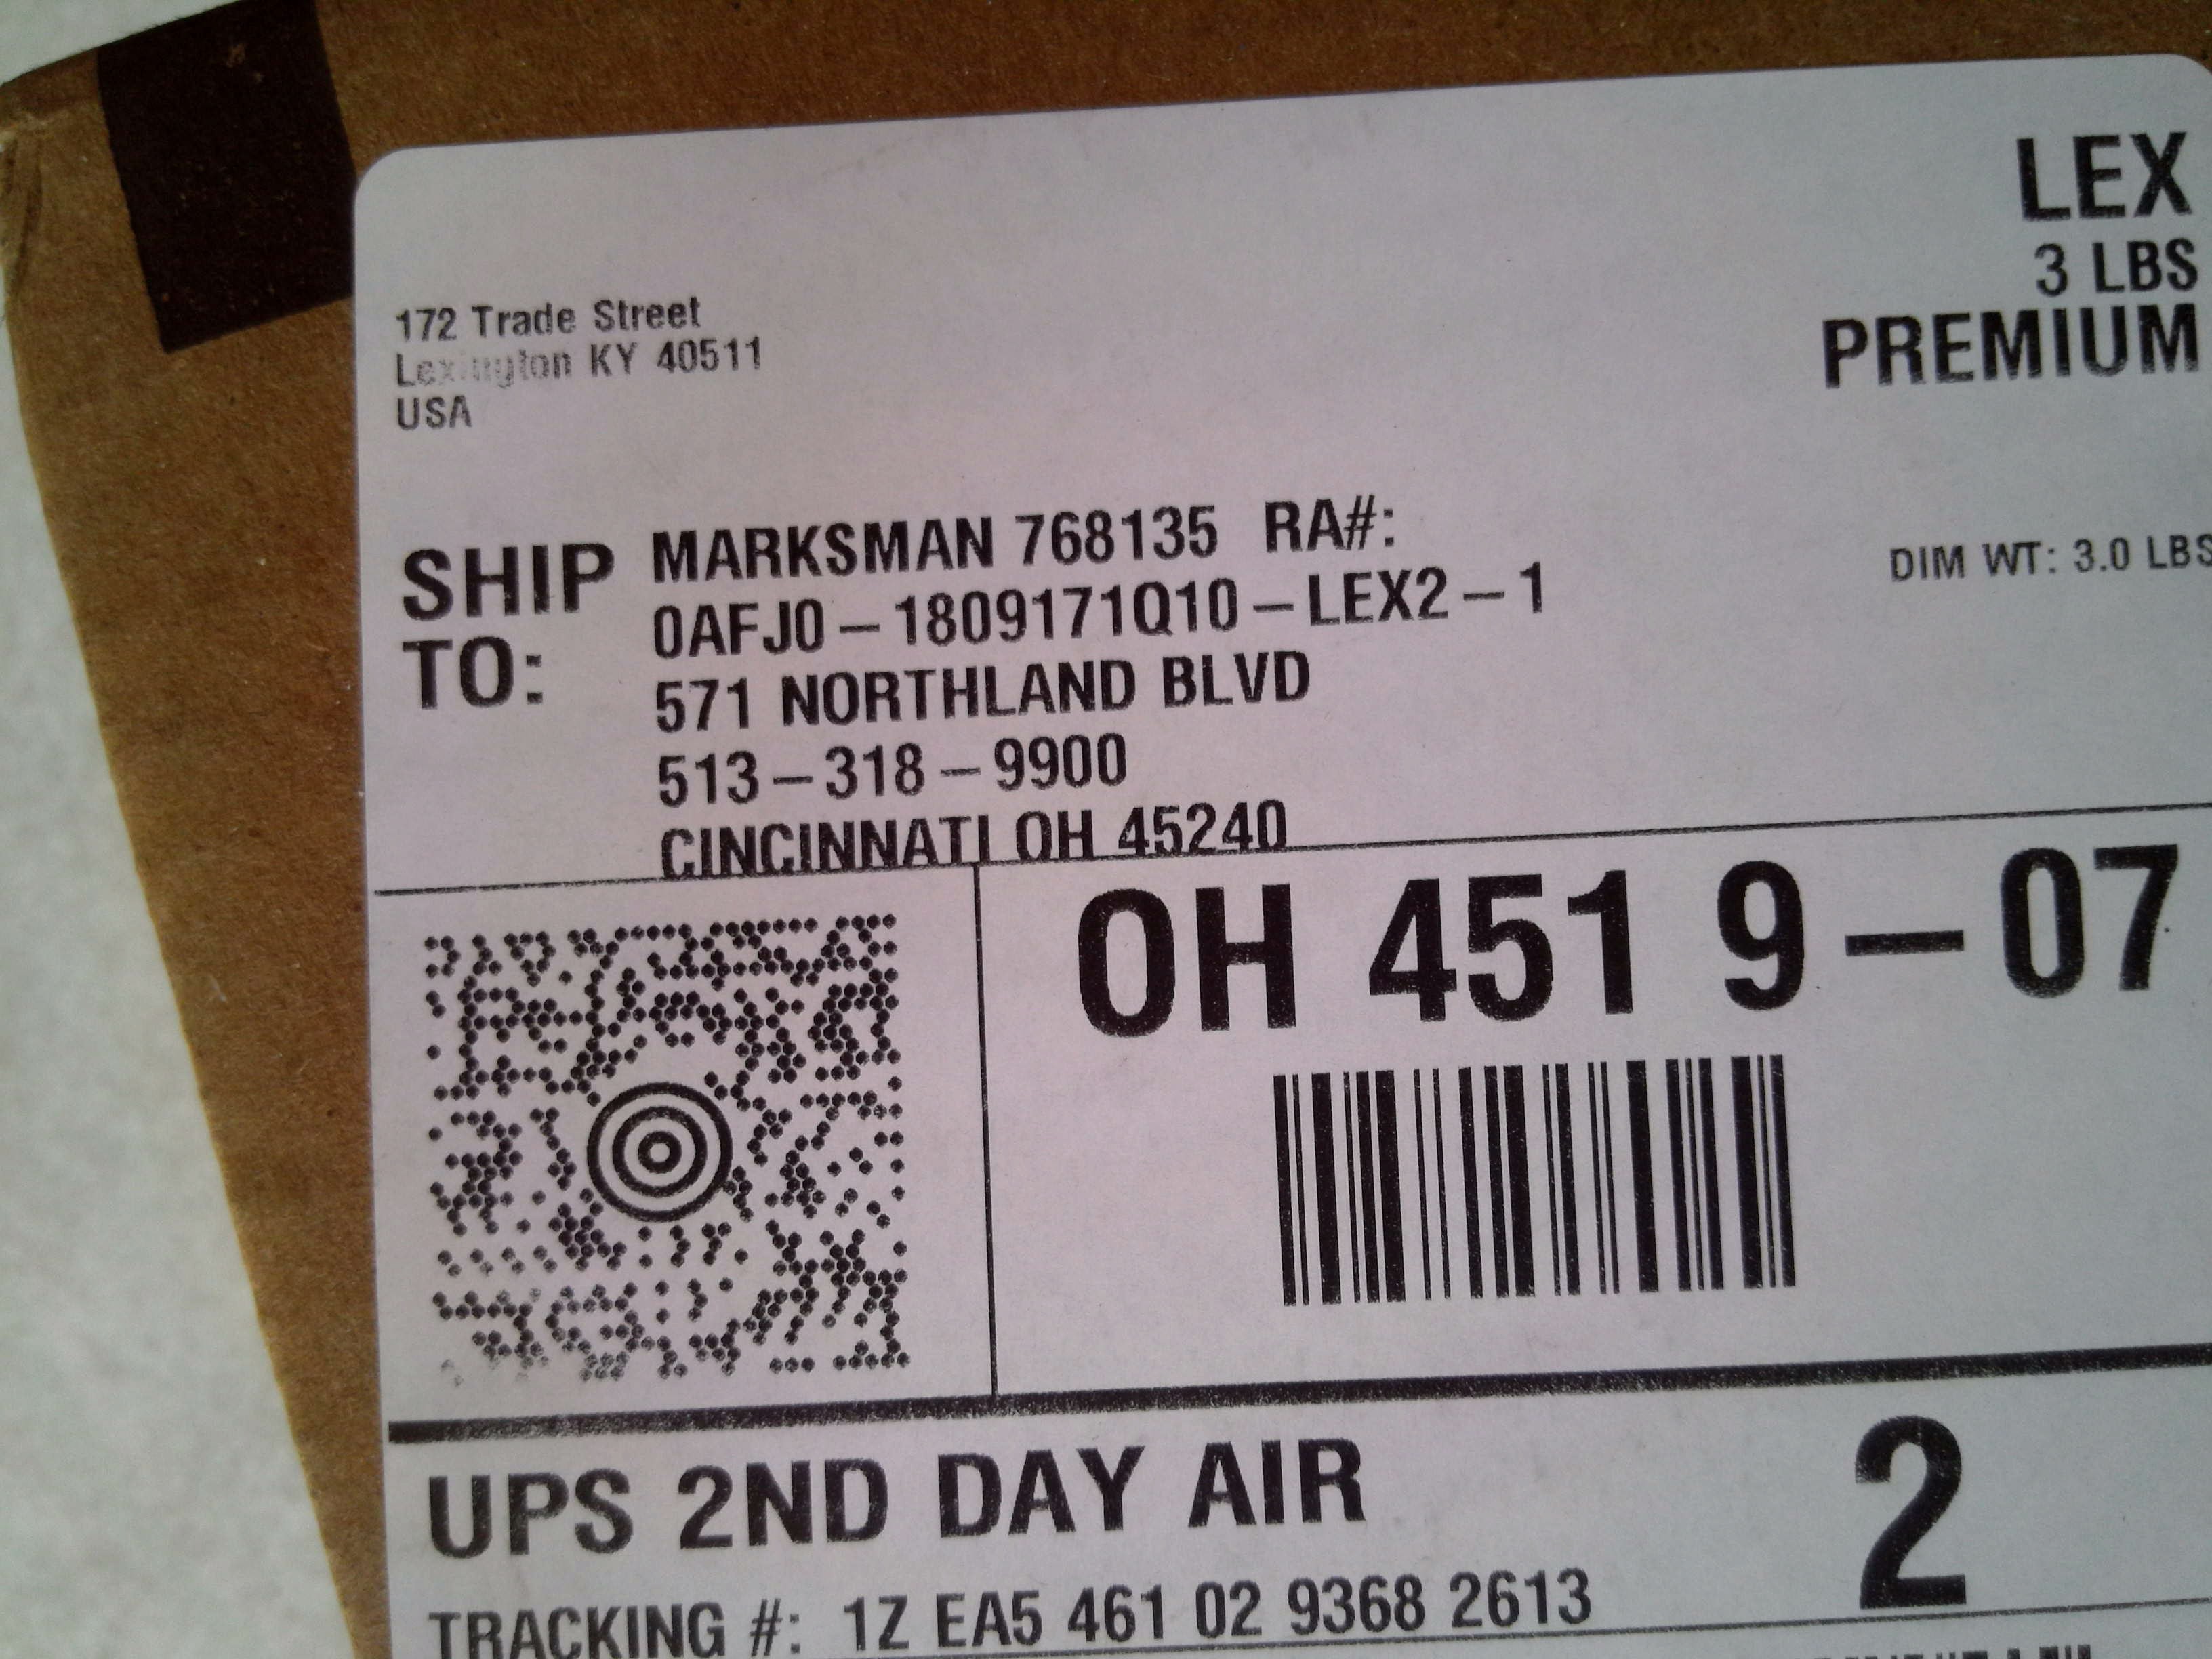 172 Trade Street
Lexington KY 40511
USA
LEX
3 LBS
PREMIUM
DIM WT: 3.0 LBS
SHIP TO:
MARKSMAN 768135 RA#:
0AFJ0-1809171Q10-LEX2-1
571 NORTHLAND BLVD
513-318-9900
CINCINNATI OH 45240
OH 451 9-07
UPS 2ND DAY AIR
2
TRACKING #: 1Z EA5 461 02 9368 2613